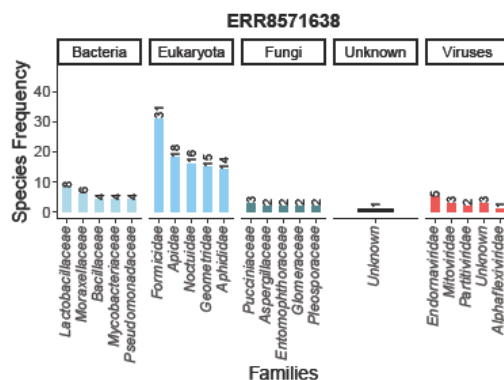 ERR8571638
Bacteria Eukaryota Fungi Unknown Viruses
Species Frequency
40
30
20
10
0
8 6 4 4 4
31 18 16 15 14
3 2 2 2 2
1
5 3 2 3 1
Lactobacillaceae
Moraxellaceae
Bacillaceae
Mycobacteriaceae
Pseudomonadaceae
Formicidae
Apidae
Noctuidae
Geometridae
Aphididae
Pucciniaceae
Aspergillaceae
Entomophthoraceae
Glomeraceae
Pleosporaceae
Unknown
Endornaviridae
Mitoviridae
Partitiviridae
Unknown
Alphaflexiviridae
Families